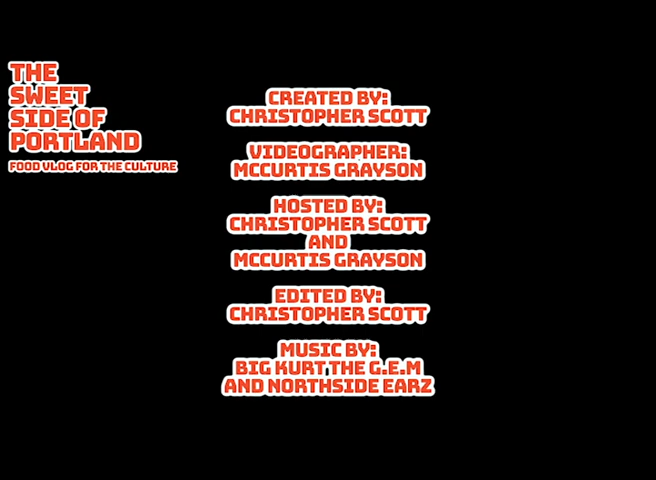 THE
SWEET
SIDE OF
PORTLAND
FOOD VLOG FOR THE CULTURE
CREATED BY:
CHRISTOPHER SCOTT
VIDEOGRAPHER:
MCCURTIS GRAYSON
HOSTED BY:
CHRISTOPHER SCOTT
AND
MCCURTIS GRAYSON
EDITED BY:
CHRISTOPHER SCOTT
MUSIC BY:
BIG KURT THE G.E.M
AND NORTHSIDE EARZ